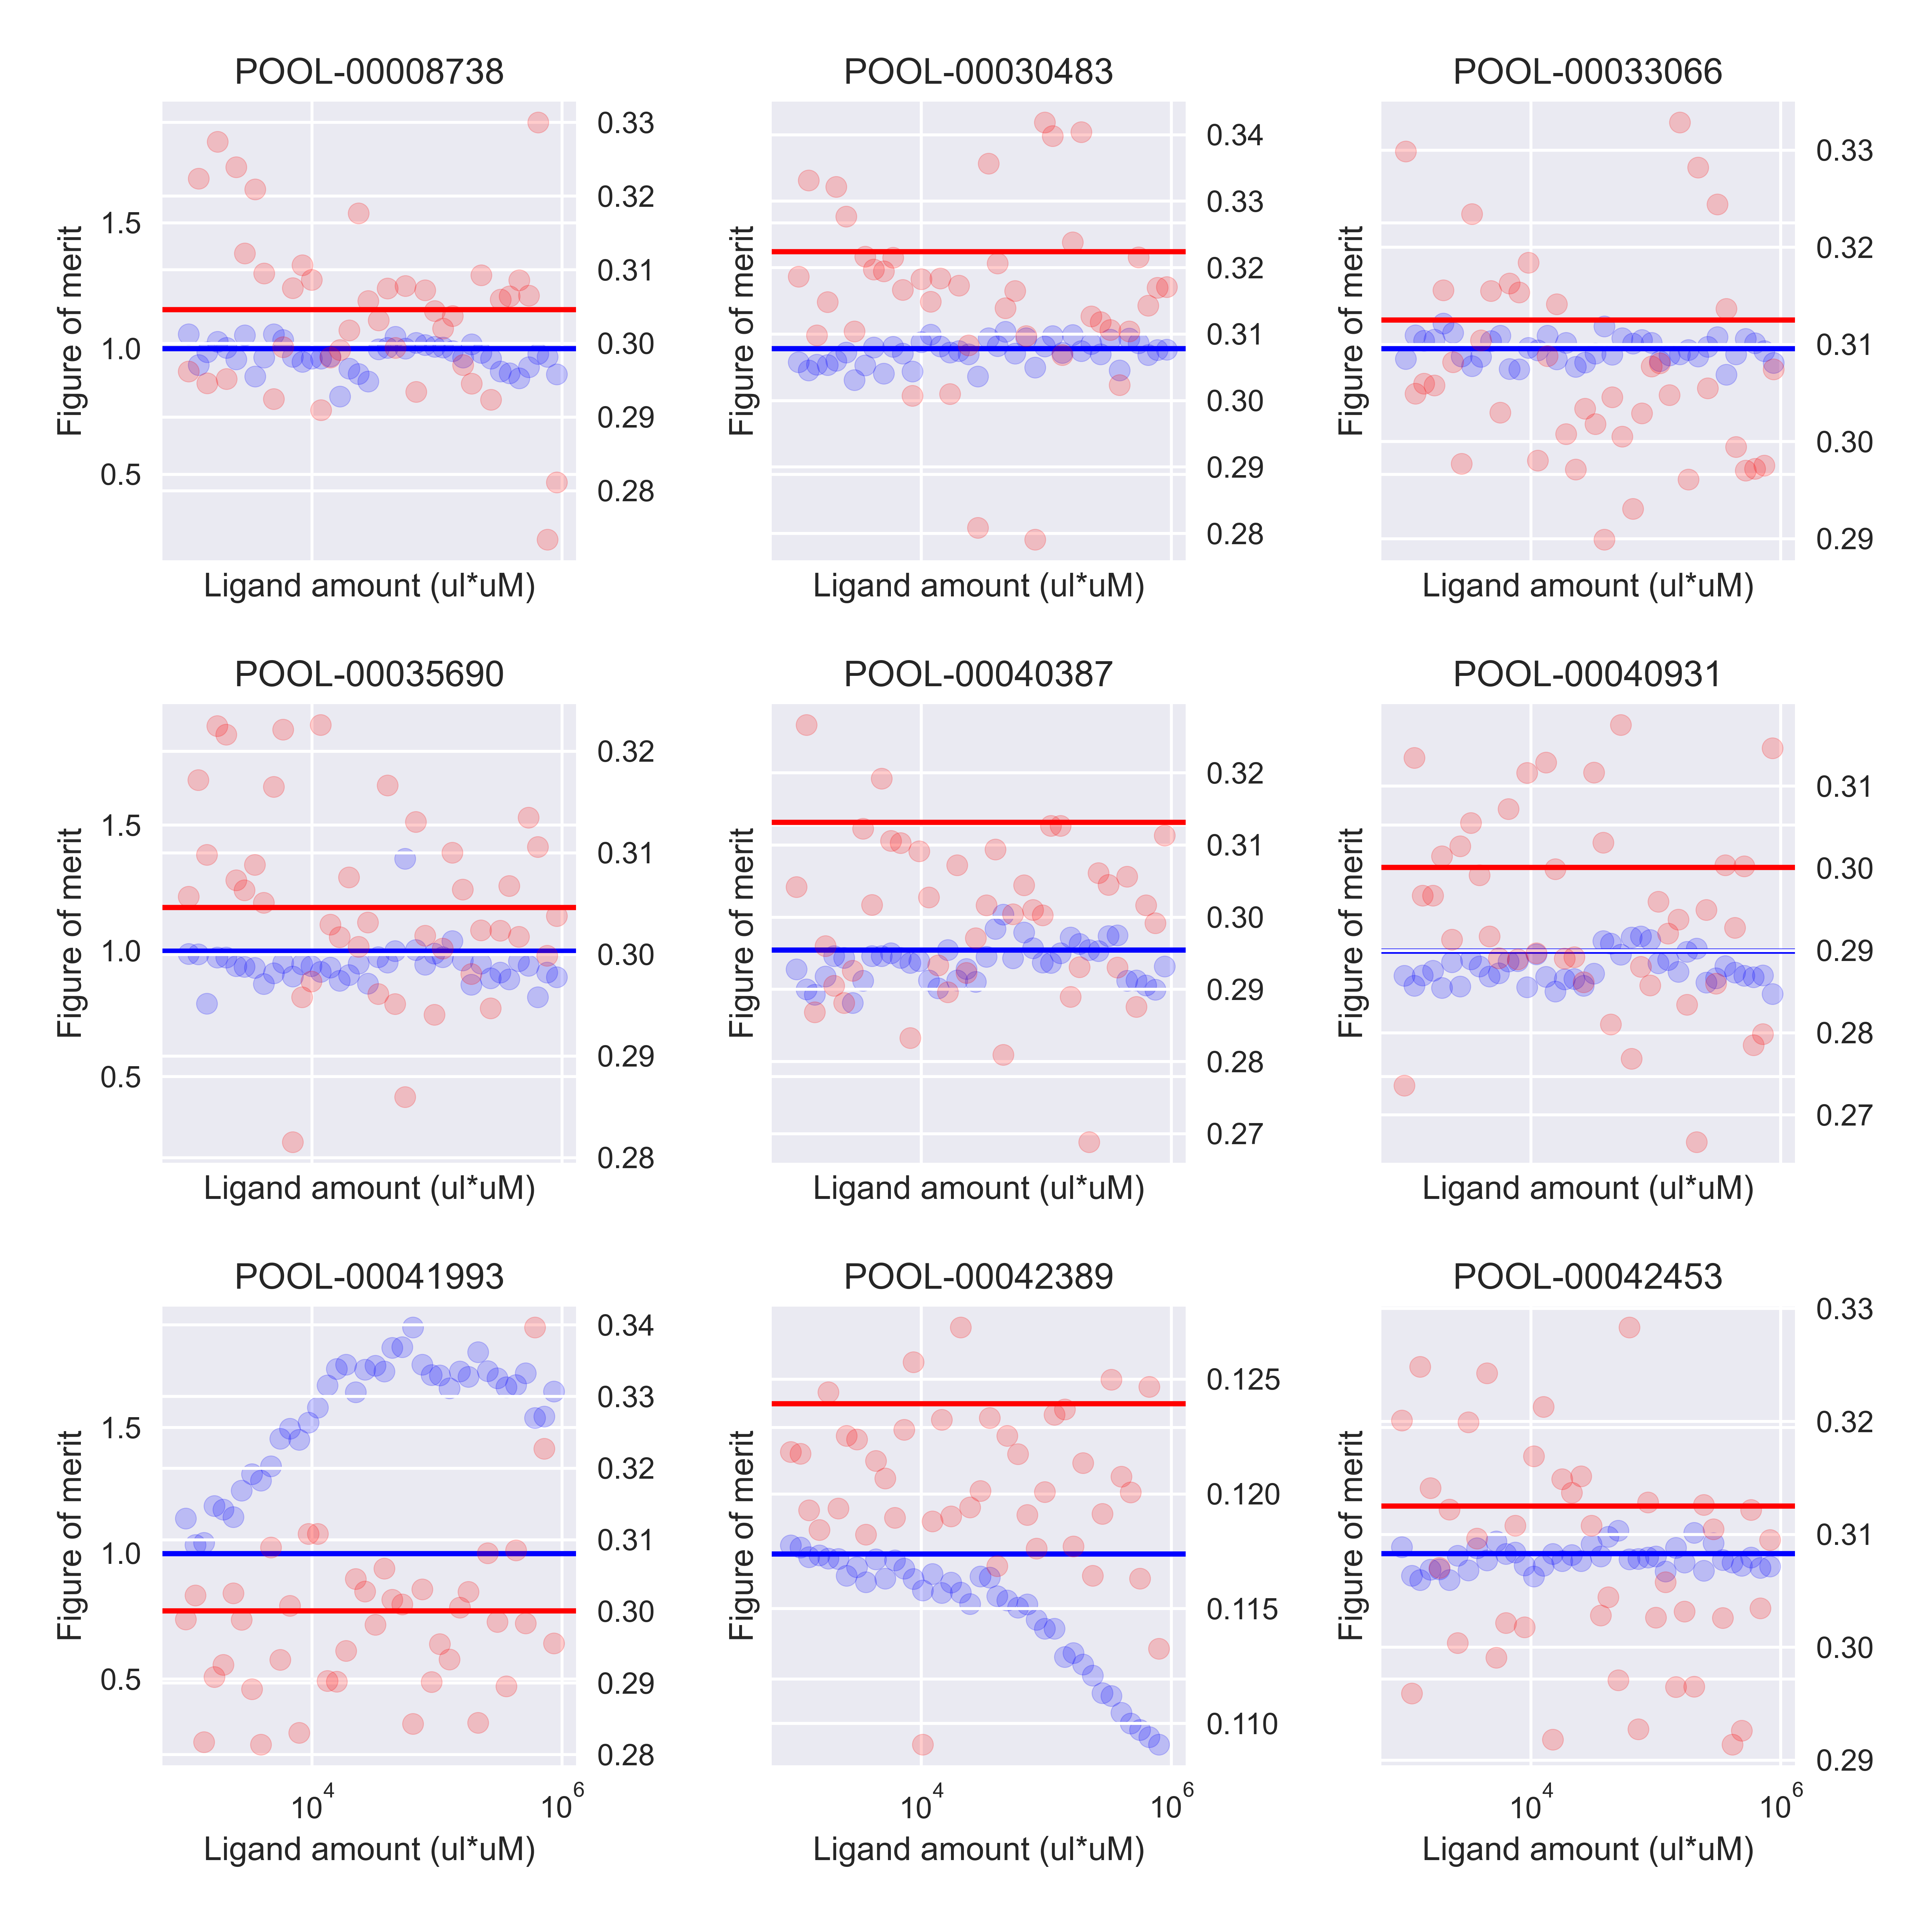 POOL-00008738
POOL-00030483
POOL-00033066
Figure of merit
1.5
1.0
0.5
0.33
0.32
0.31
0.30
0.29
0.28
Ligand amount (ul*uM)
Figure of merit
0.34
0.33
0.32
0.31
0.30
0.29
0.28
Ligand amount (ul*uM)
Figure of merit
0.33
0.32
0.31
0.30
0.29
Ligand amount (ul*uM)
POOL-00035690
POOL-00040387
POOL-00040931
Figure of merit
1.5
1.0
0.5
0.32
0.31
0.30
0.29
0.28
Ligand amount (ul*uM)
Figure of merit
0.32
0.31
0.30
0.29
0.28
0.27
Ligand amount (ul*uM)
Figure of merit
0.31
0.30
0.29
0.28
0.27
Ligand amount (ul*uM)
POOL-00041993
POOL-00042389
POOL-00042453
Figure of merit
1.5
1.0
0.5
0.34
0.33
0.32
0.31
0.30
0.29
0.28
10^4
10^6
Ligand amount (ul*uM)
Figure of merit
0.125
0.120
0.115
0.110
10^4
10^6
Ligand amount (ul*uM)
Figure of merit
0.33
0.32
0.31
0.30
0.29
10^4
10^6
Ligand amount (ul*uM)